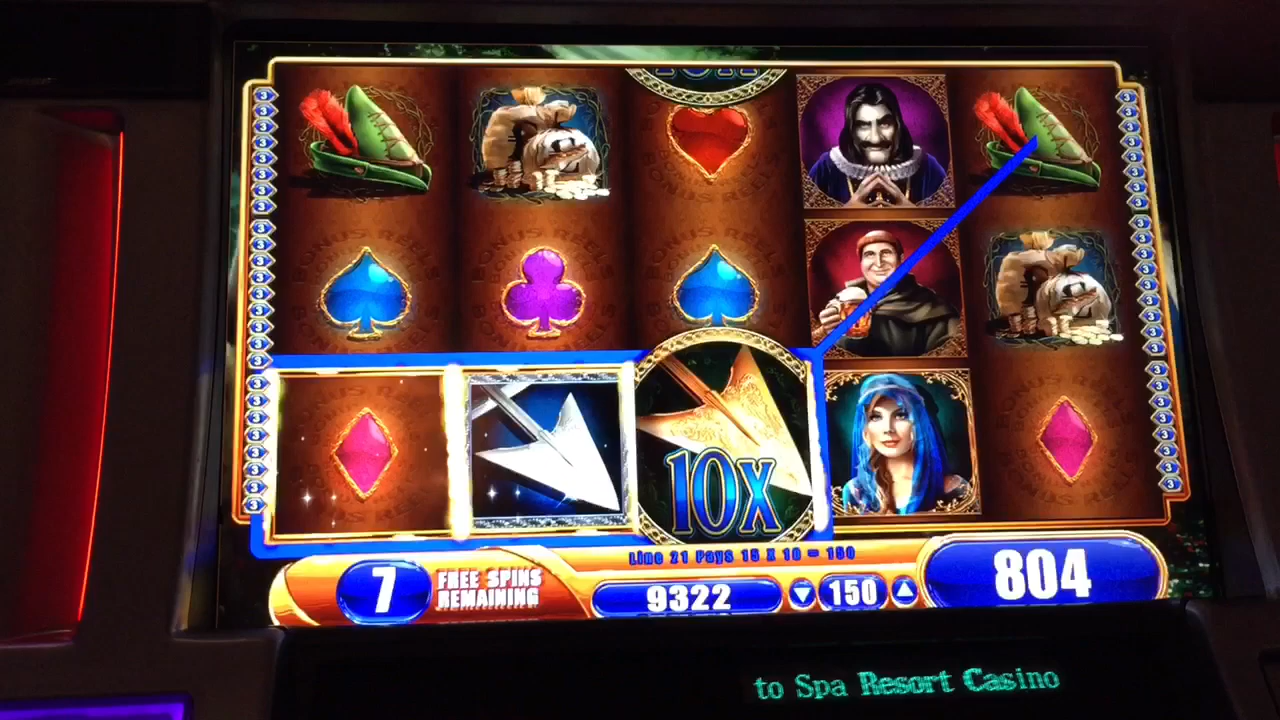 10X
7
FREE SPINS
REMAINING
Line 21 Pays 15 X 10 = 150
9322
150
804
to Spa Resort Casino